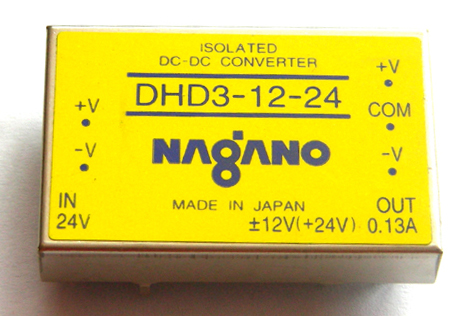 ISOLATED
DC-DC CONVERTER
DHD3-12-24
+V
-V
+V
COM
-V
NAGANO
MADE IN JAPAN
IN
24V
OUT
±12V(+24V) 0.13A